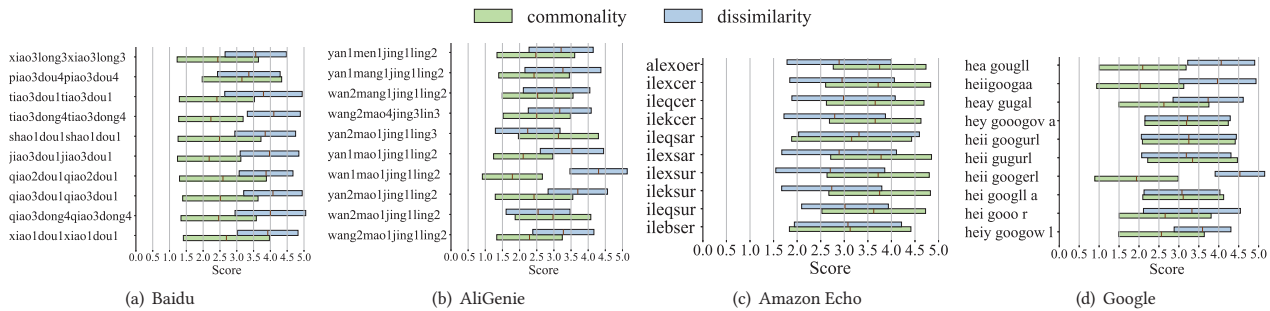 commonality dissimilarity
xiao3long3xiao3long3
piao3dou4piao3dou4
tiao3dou1tiao3dou1
tiao3dong4tiao3dong4
shao1dou1shao1dou1
jiao3dou1jiao3dou1
qiao2dou1qiao2dou1
qiao3dou1qiao3dou1
qiao3dong4qiao3dong4
xiao1dou1xiao1dou1
0.0 0.5 1.0 1.5 2.0 2.5 3.0 3.5 4.0 4.5 5.0
Score
(a) Baidu
yan1men1jing1ling2
yan1mang1jing1ling2
wan2mang1jing1ling2
wang2mao4jing3lin3
yan2mao1jing1ling3
yan1mao1jing1ling2
wan1mao1jing1ling2
yan2mao1jing1ling2
wan2mao1jing1ling2
wang2mao1jing1ling2
0.0 0.5 1.0 1.5 2.0 2.5 3.0 3.5 4.0 4.5 5.0
Score
(b) AliGenie
alexoer
ilexcer
ileqcer
ilekcer
ileqsar
ilexsar
ilexsur
ileksur
ileqsur
ilebser
0.0 0.5 1.0 1.5 2.0 2.5 3.0 3.5 4.0 4.5 5.0
Score
(c) Amazon Echo
hea gougll
heiigoogaa
heay gugal
hey gooogov a
heii googurl
heii gugurl
heii googerl
hei googll a
hei gooo r
heiy googow l
0.0 0.5 1.0 1.5 2.0 2.5 3.0 3.5 4.0 4.5 5.0
Score
(d) Google